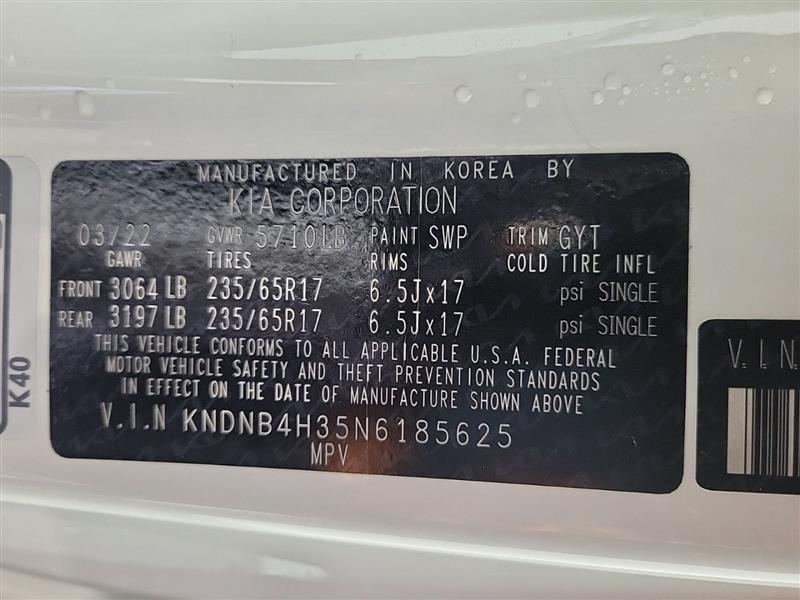 MANUFACTURED IN KOREA BY
KIA CORPORATION
03/22 GVWR 5710LB PAINT SWP TRIM GYT
GAWR TIRES RIMS COLD TIRE INFL
FRONT 3064 LB 235/65R17 6.5Jx17 psi SINGLE
REAR 3197 LB 235/65R17 6.5Jx17 psi SINGLE
THIS VEHICLE CONFORMS TO ALL APPLICABLE U.S.A. FEDERAL
MOTOR VEHICLE SAFETY AND THEFT PREVENTION STANDARDS
IN EFFECT ON THE DATE OF MANUFACTURE SHOWN ABOVE
V.I.N KNDNB4H35N6185625
MPV
K40
V.I.N